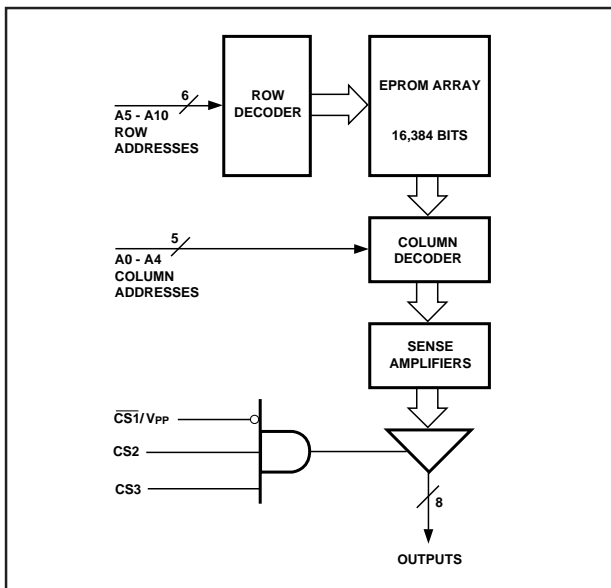 6
A5 - A10
ROW
ADDRESSES
ROW
DECODER
EPROM ARRAY
16,384 BITS
5
A0 - A4
COLUMN
ADDRESSES
COLUMN
DECODER
SENSE
AMPLIFIERS
C̅S̅1̅/VPP
CS2
CS3
8
OUTPUTS